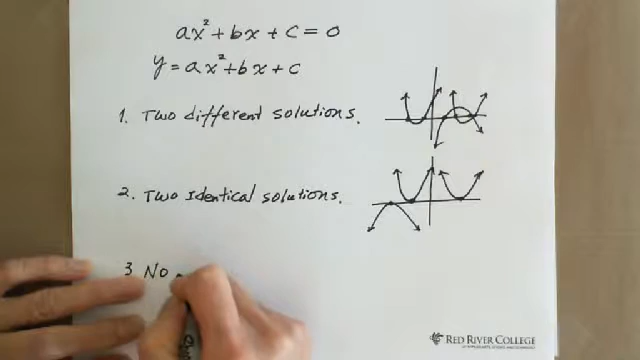 ax² + bx + c = 0
y = ax² + bx + c
1. Two different solutions.
2. Two identical solutions.
3 No
RED RIVER COLLEGE